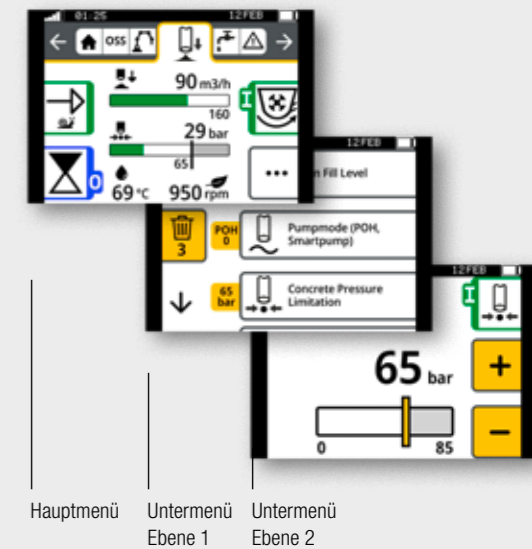 01:25 12FEB
OSS
90 m3/h
160
I
29 bar
65
0
69 °C 950 rpm
...
12FEB
n Fill Level
3
POH
0
Pumpmode (POH,
Smartpump)
65
bar
Concrete Pressure
Limitation
12FEB
I
65 bar
+
0 85
−
Hauptmenü Untermenü Untermenü
Ebene 1 Ebene 2